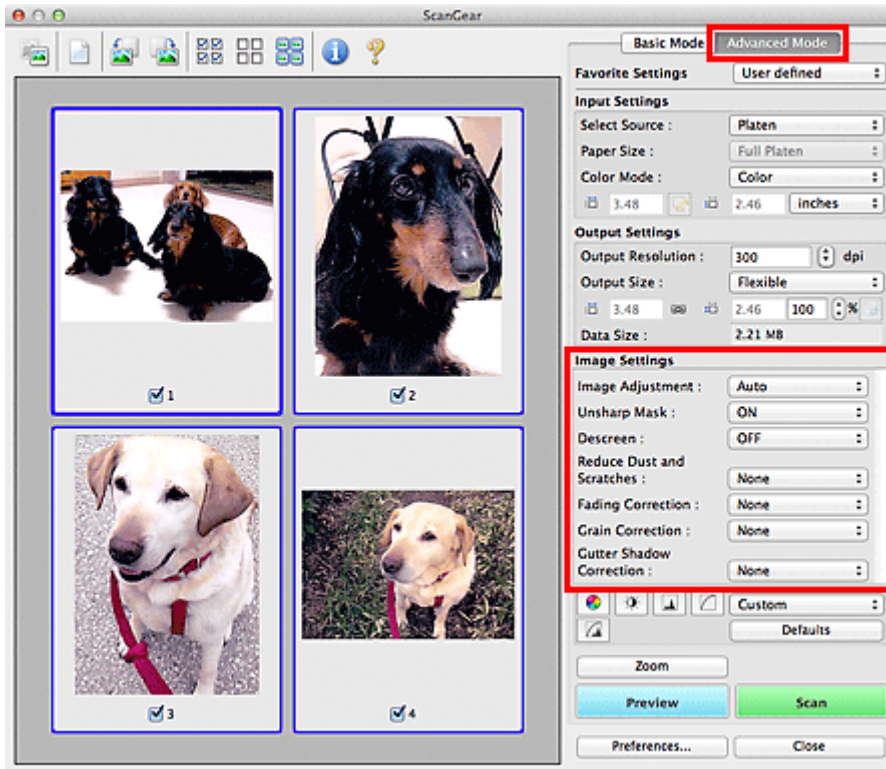 ScanGear
Basic Mode Advanced Mode
Favorite Settings User defined
Input Settings
Select Source : Platen
Paper Size : Full Platen
Color Mode : Color
3.48 2.46 inches
Output Settings
Output Resolution : 300 dpi
Output Size : Flexible
3.48 2.46 100 %
Data Size : 2.21 MB
Image Settings
Image Adjustment : Auto
Unsharp Mask : ON
Descreen : OFF
Reduce Dust and
Scratches : None
Fading Correction : None
Grain Correction : None
Gutter Shadow
Correction : None
Custom
Defaults
Zoom
Preview Scan
Preferences... Close
1
2
3
4